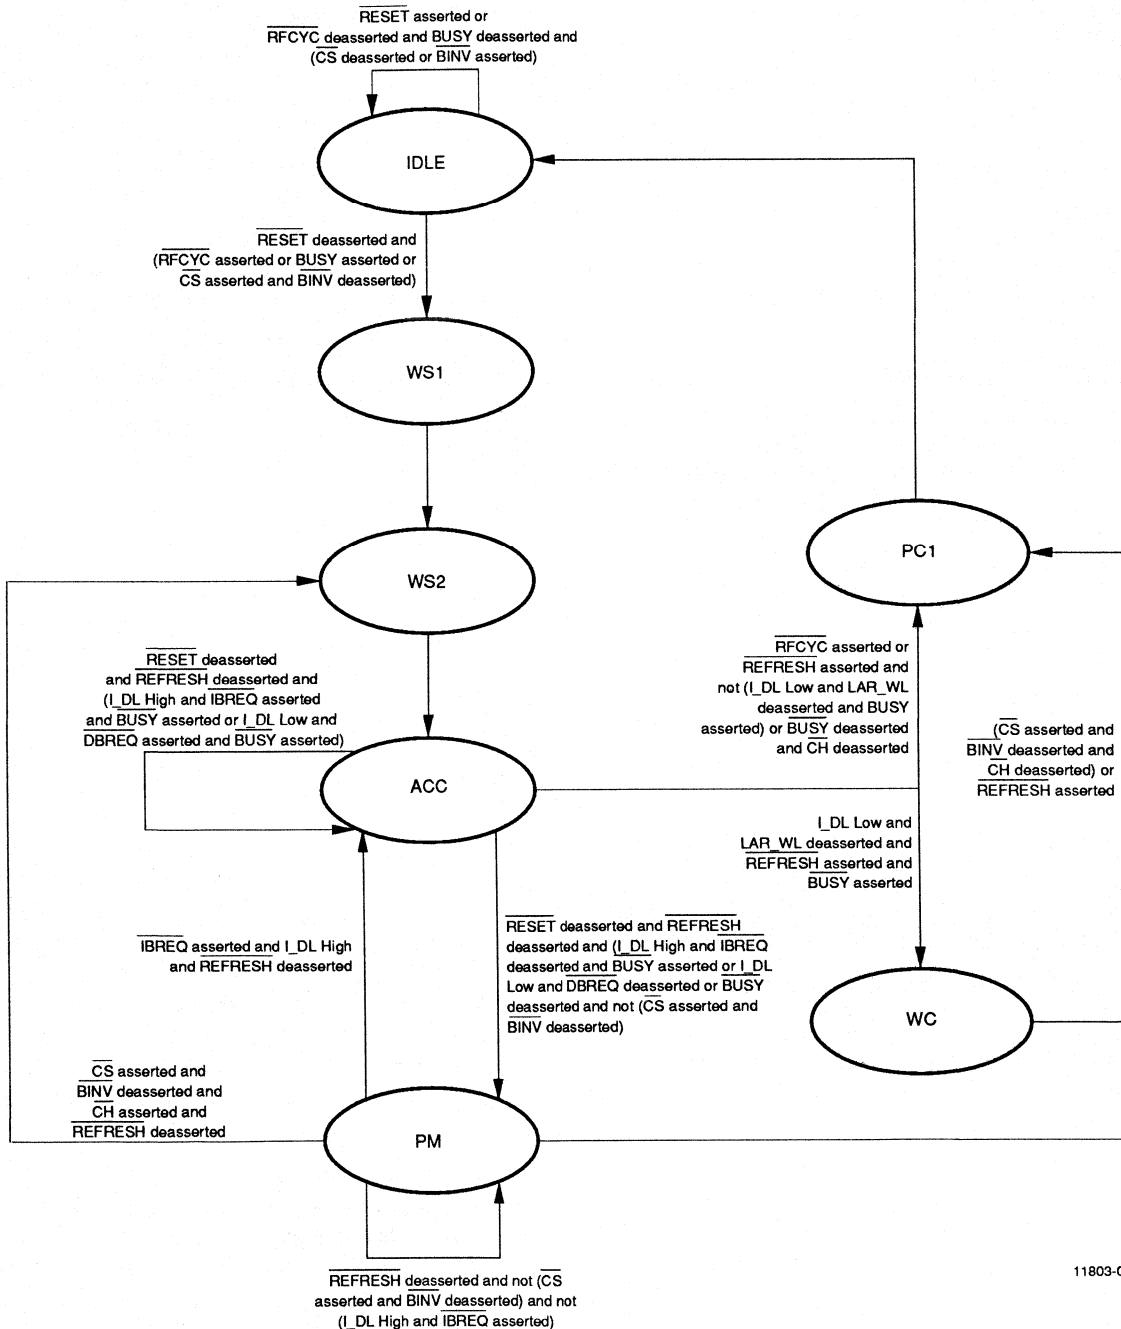 RESET asserted or
RFCYC deasserted and BUSY deasserted and
(CS deasserted or BINV asserted)
IDLE
RESET deasserted and
(RFCYC asserted or BUSY asserted or
CS asserted and BINV deasserted)
WS1
WS2
PC1
RESET deasserted
and REFRESH deasserted and
(I_DL High and IBREQ asserted
and BUSY asserted or I_DL Low and
DBREQ asserted and BUSY asserted)
RFCYC asserted or
REFRESH asserted and
not (I_DL Low and LAR_WL
deasserted and BUSY
asserted) or BUSY deasserted
and CH deasserted
(CS asserted and
BINV deasserted and
CH deasserted) or
REFRESH asserted
ACC
I_DL Low and
LAR_WL deasserted and
REFRESH asserted and
BUSY asserted
IBREQ asserted and I_DL High
and REFRESH deasserted
RESET deasserted and REFRESH
deasserted and (I_DL High and IBREQ
deasserted and BUSY asserted or I_DL
Low and DBREQ deasserted or BUSY
deasserted and not (CS asserted and
BINV deasserted)
WC
CS asserted and
BINV deasserted and
CH asserted and
REFRESH deasserted
PM
REFRESH deasserted and not (CS
asserted and BINV deasserted) and not
(I_DL High and IBREQ asserted)
11803-0